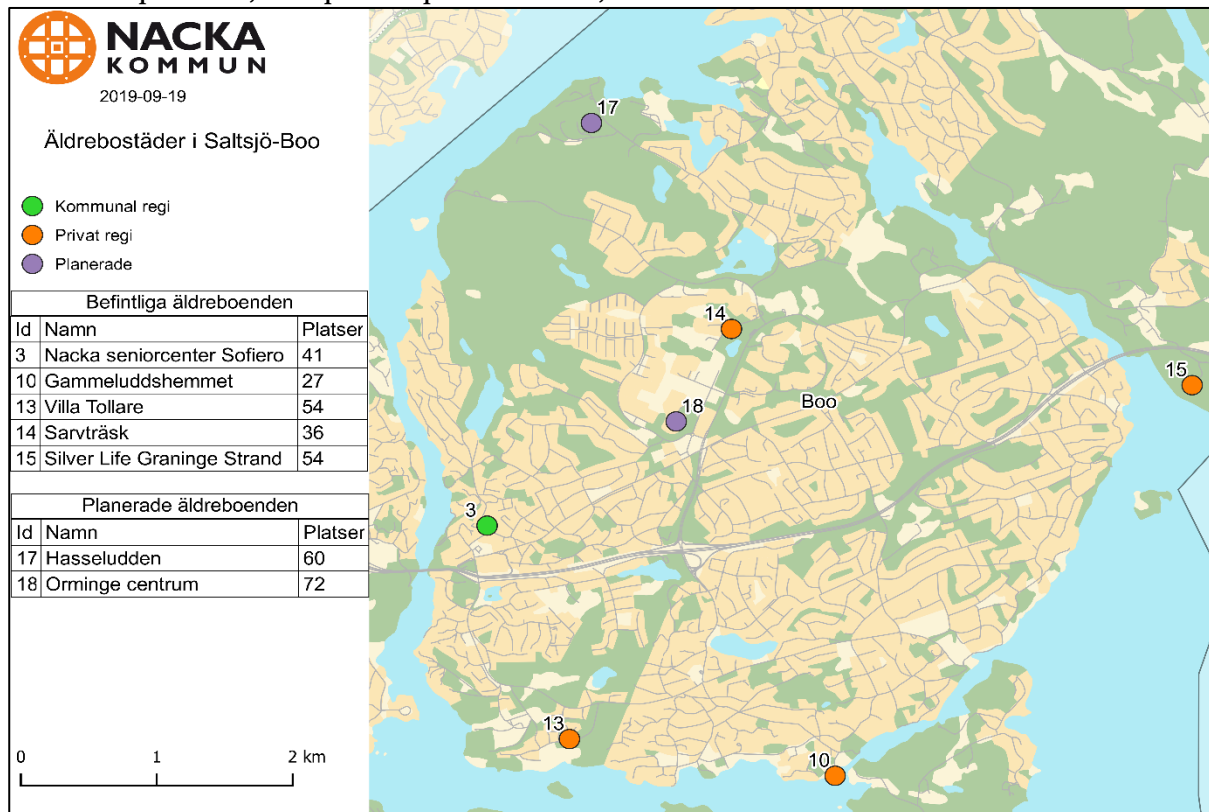 NACKA
KOMMUN
2019-09-19
Äldrebostäder i Saltsjö-Boo
Kommunal regi
Privat regi
Planerade
Befintliga äldreboenden
Id Namn Platser
3 Nacka seniorcenter Sofiero 41
10 Gammeluddshemmet 27
13 Villa Tollare 54
14 Sarvträsk 36
15 Silver Life Graninge Strand 54
Planerade äldreboenden
Id Namn Platser
17 Hasseludden 60
18 Orminge centrum 72
0 1 2 km
17
14
15
Boo
18
3
13
10